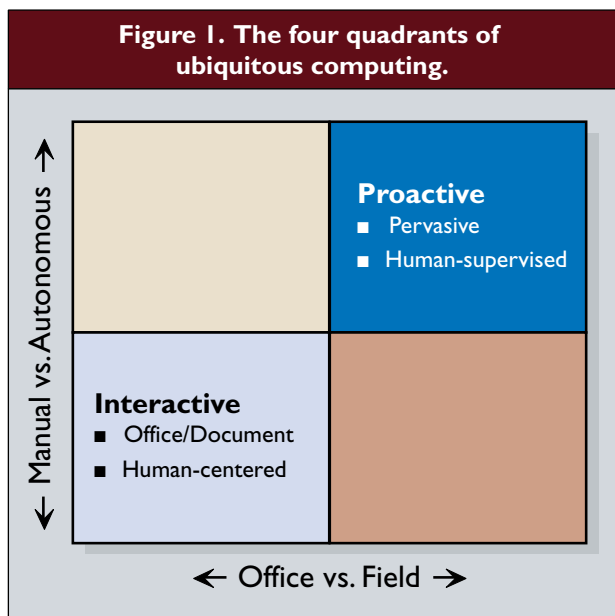 Figure 1. The four quadrants of
ubiquitous computing.
Proactive
■ Pervasive
■ Human-supervised
Interactive
■ Office/Document
■ Human-centered
← Manual vs. Autonomous →
← Office vs. Field →